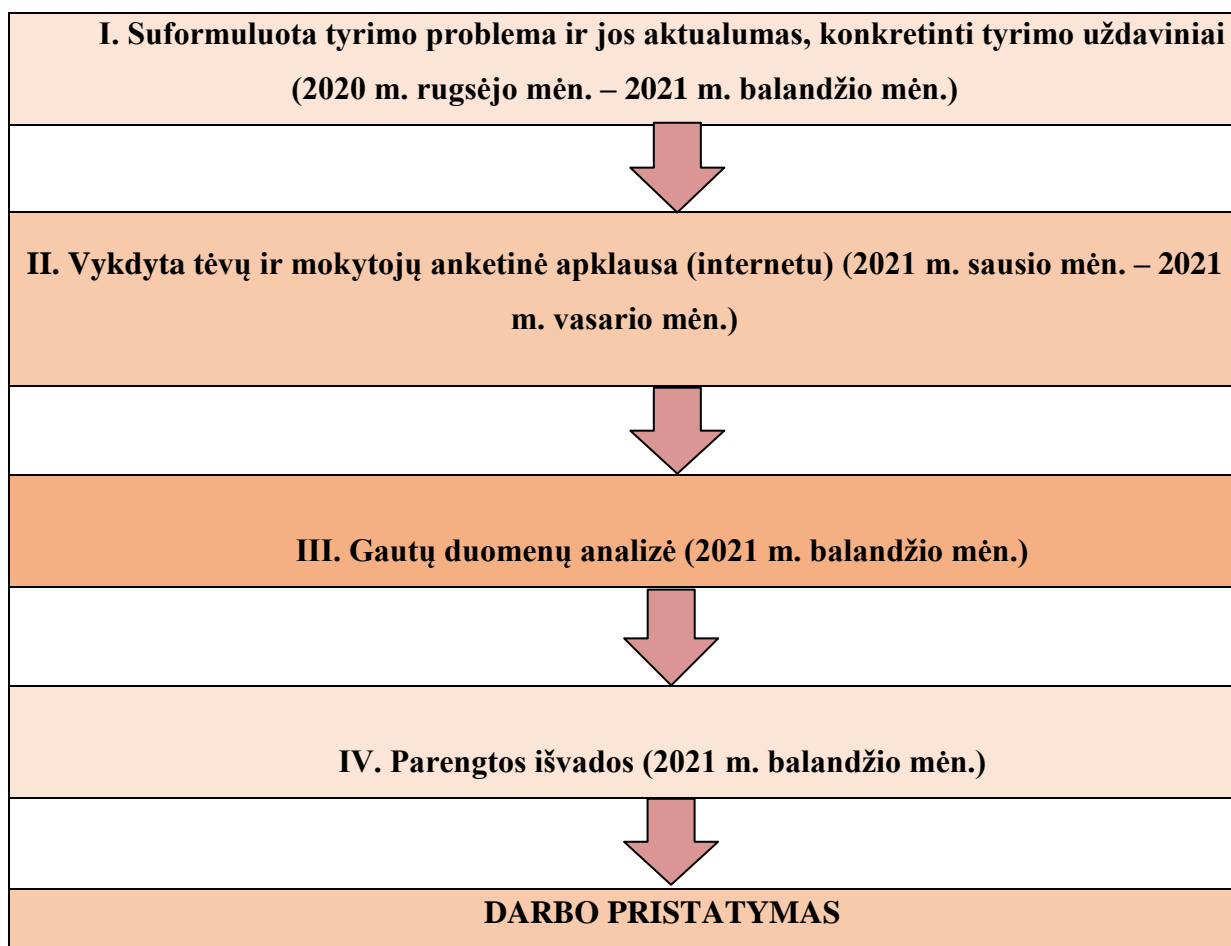 I. Suformuluota tyrimo problema ir jos aktualumas, konkretinti tyrimo uždaviniai
(2020 m. rugsėjo mėn. – 2021 m. balandžio mėn.)
II. Vykdyta tėvų ir mokytojų anketinė apklausa (internetu) (2021 m. sausio mėn. – 2021
m. vasario mėn.)
III. Gautų duomenų analizė (2021 m. balandžio mėn.)
IV. Parengtos išvados (2021 m. balandžio mėn.)
DARBO PRISTATYMAS